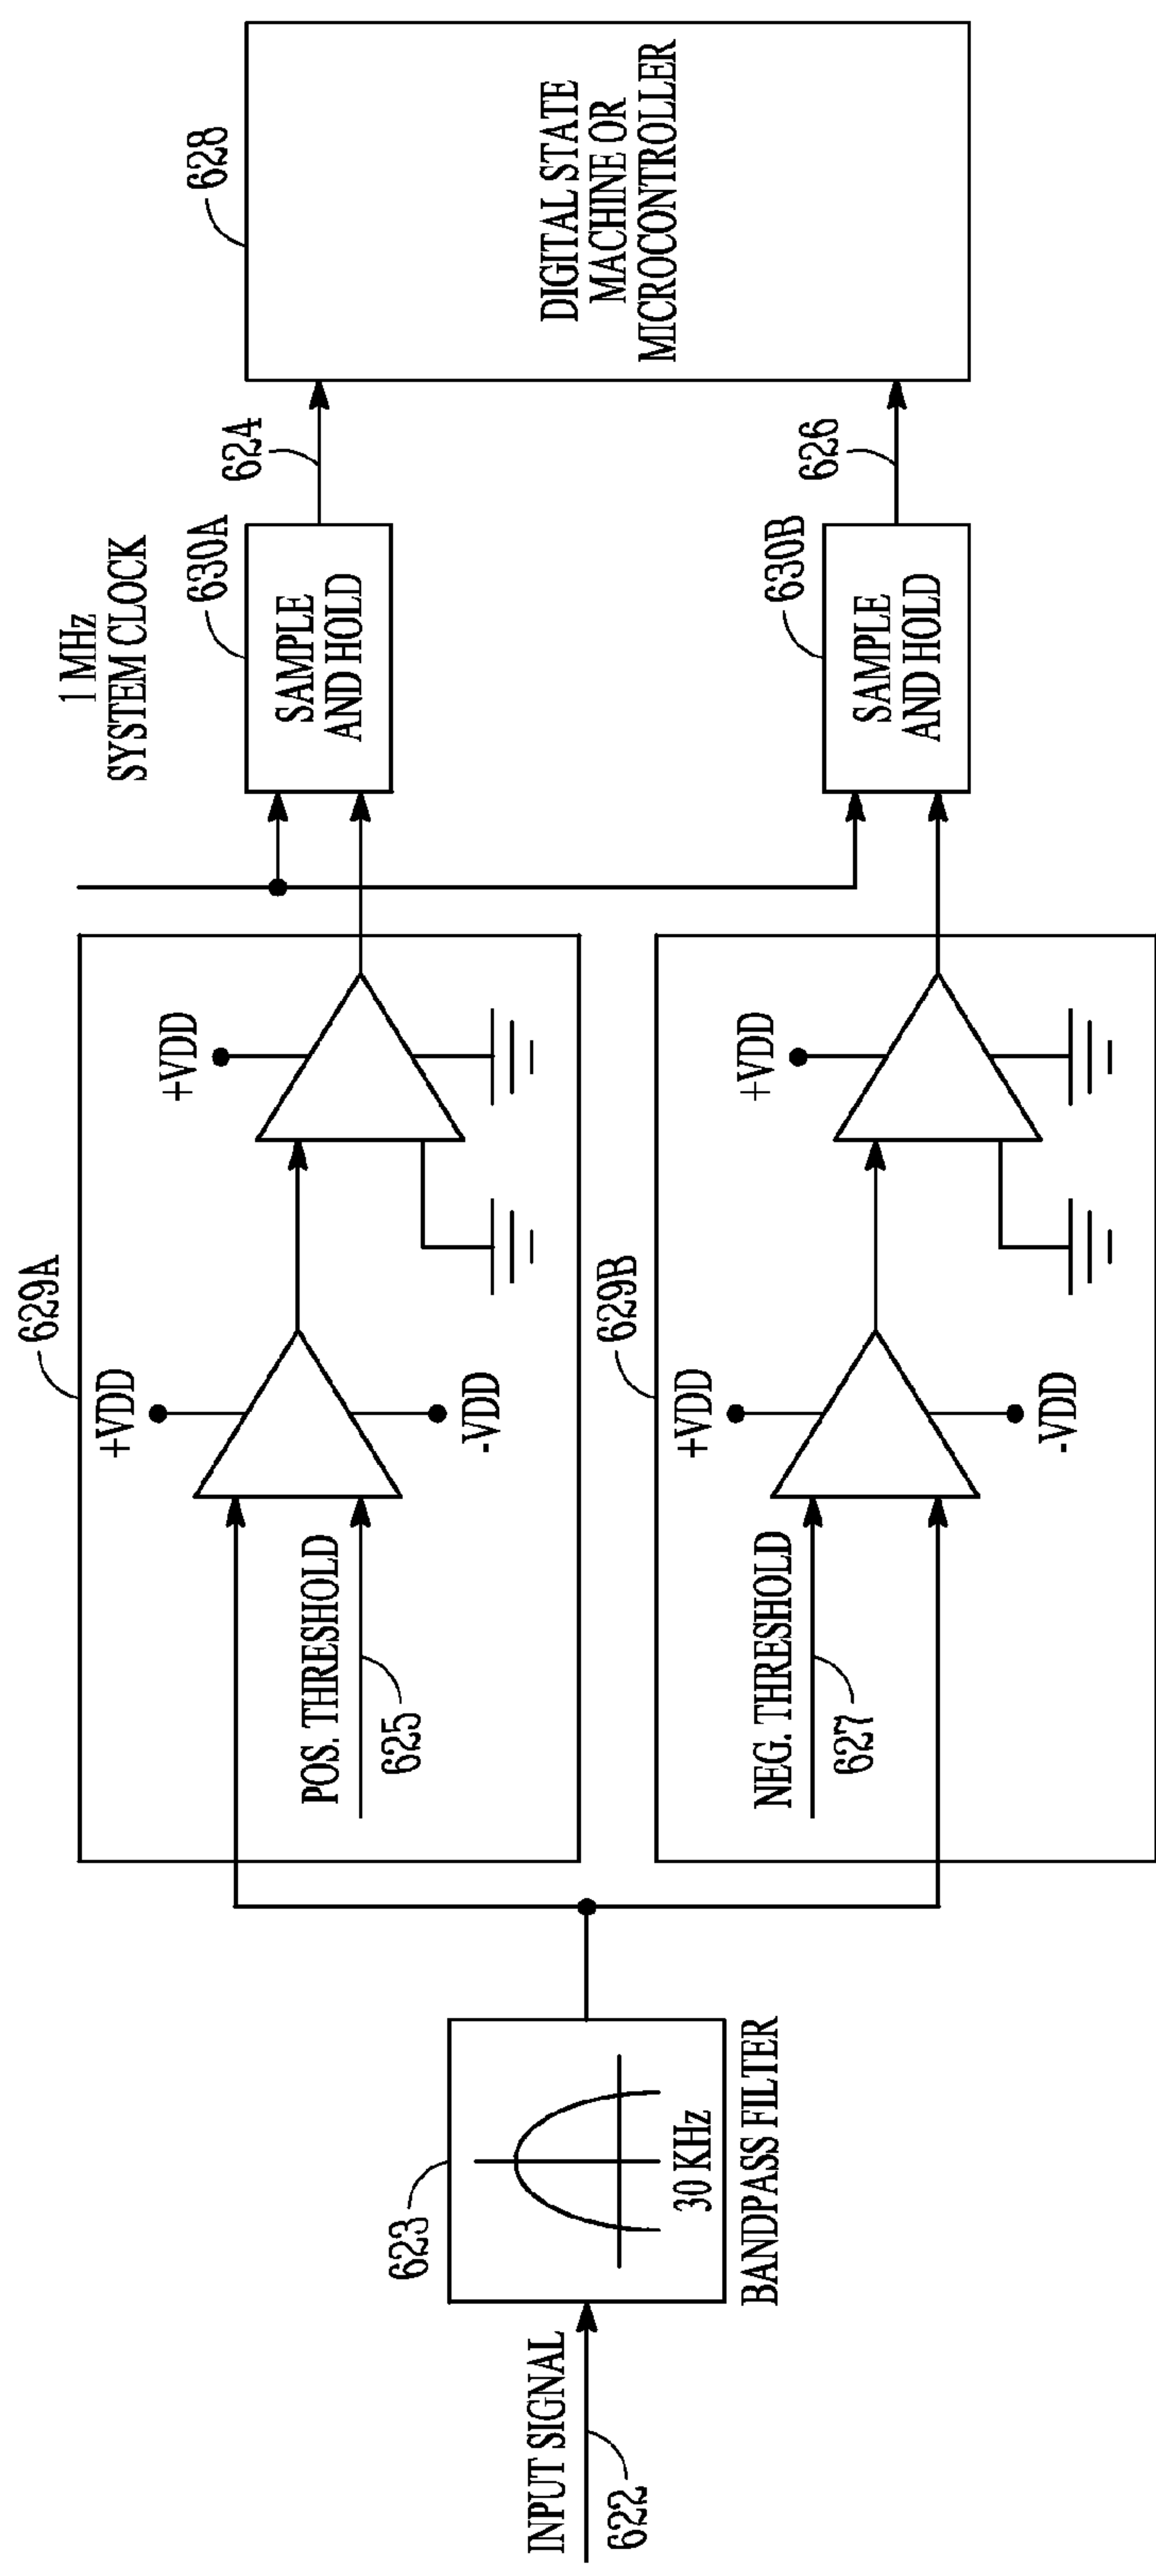 INPUT SIGNAL
622
623
30 KHz
BANDPASS FILTER
629A
+VDD
-VDD
POS. THRESHOLD
625
+VDD
629B
+VDD
-VDD
NEG. THRESHOLD
627
+VDD
1 MHz
SYSTEM CLOCK
630A
SAMPLE
AND HOLD
624
630B
SAMPLE
AND HOLD
626
628
DIGITAL STATE
MACHINE OR
MICROCONTROLLER